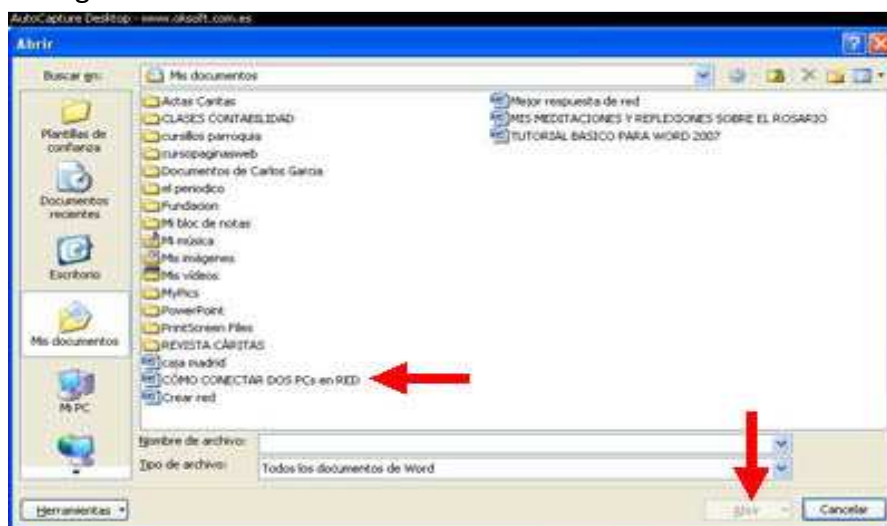 AutoCapture Desktop - www.oksoft.com.es
Abrir
Buscar en:
Mis documentos
Plantillas de confianza
Documentos recientes
Escritorio
Mis documentos
Mi PC
Actas Caritas
CLASES CONTABILIDAD
cursillos parroquia
cursopaginasweb
Documentos de Carlos Garcia
el periodico
Fundacion
Mi bloc de notas
Mi música
Mis imágenes
Mis vídeos
MyPics
PowerPoint
PrintScreen Files
REVISTA CÁRITAS
casa madrid
CÓMO CONECTAR DOS PCs en RED
Crear red
Mejor respuesta de red
MIS MEDITACIONES Y REFLEXIONES SOBRE EL ROSARIO
TUTORIAL BASICO PARA WORD 2007
Nombre de archivo:
Tipo de archivo:
Todos los documentos de Word
Herramientas
Abrir
Cancelar